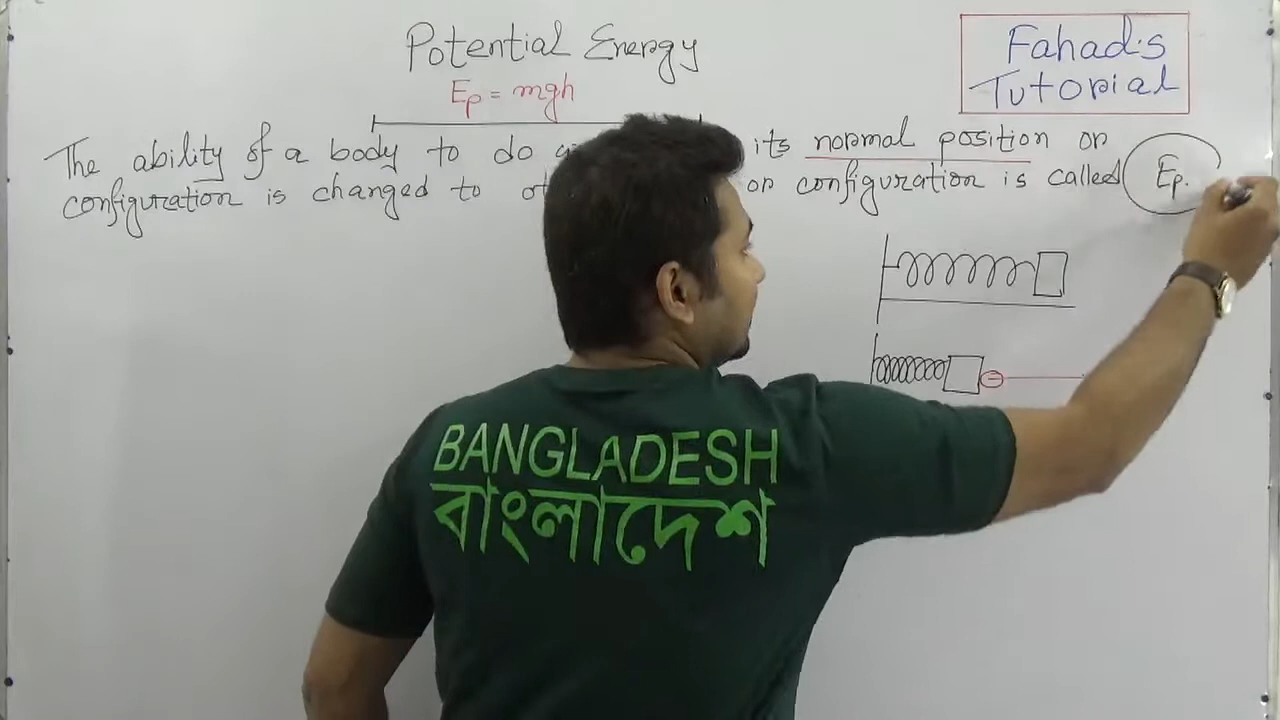 Potential Energy
Fahad's
Tutorial
Ep = mgh
The ability of a body to do its normal position or
configuration is changed to or configuration is called Ep.
BANGLADESH
বাংলাদেশ